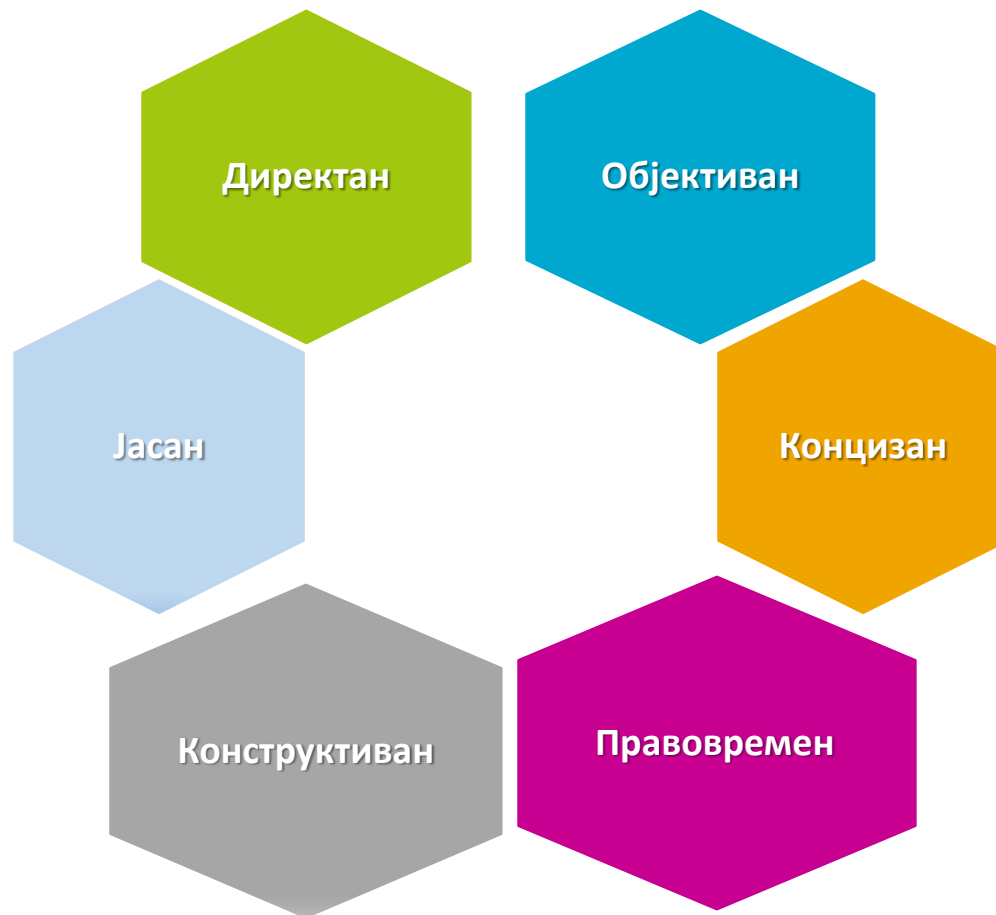 Директан
Објективан
Јасан
Концизан
Конструктиван
Правовремен